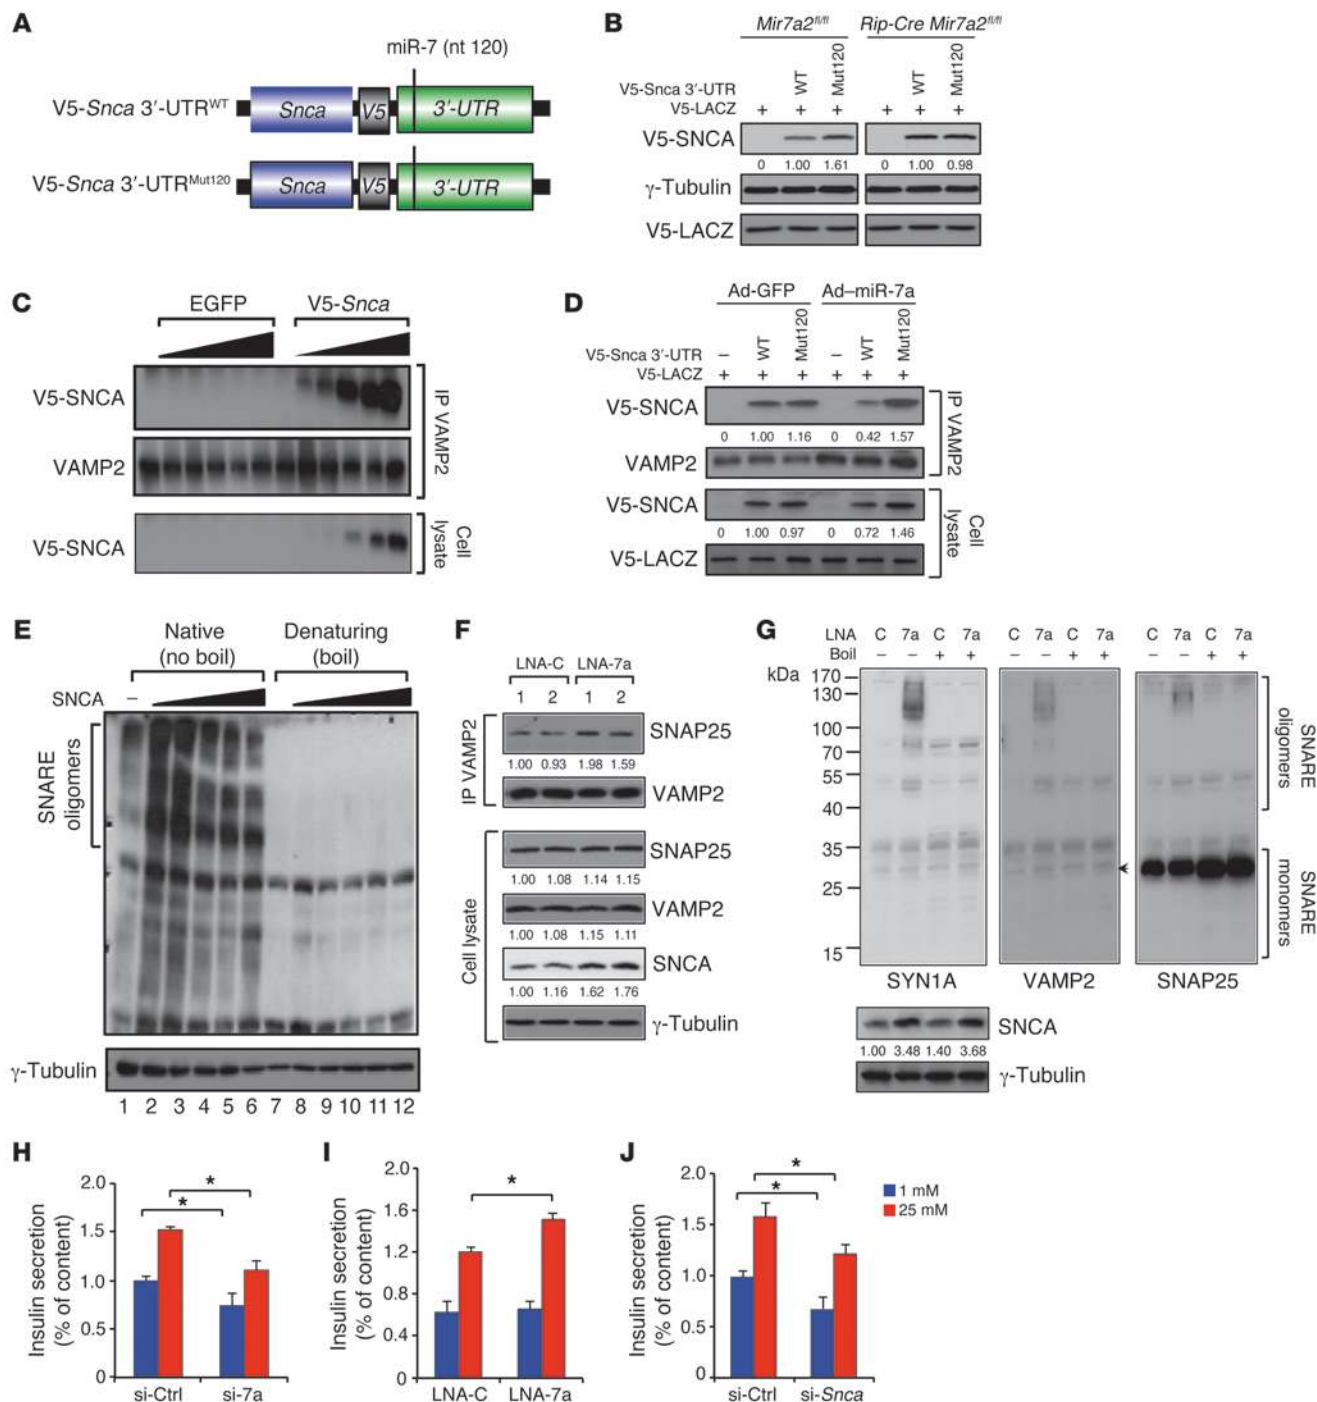 A
miR-7 (nt 120)
V5-Snca 3′-UTRWT
Snca
V5
3′-UTR
V5-Snca 3′-UTRMut120
Snca
V5
3′-UTR
B
Mir7a2fl/fl
Rip-Cre Mir7a2fl/fl
V5-Snca 3′-UTR WT Mut120 WT Mut120
V5-LACZ + + + + + +
V5-SNCA
0 1.00 1.61 0 1.00 0.98
γ-Tubulin
V5-LACZ
C
EGFP V5-Snca
V5-SNCA
VAMP2
IP VAMP2
V5-SNCA
Cell lysate
D
Ad-GFP Ad–miR-7a
V5-Snca 3′-UTR – WT Mut120 – WT Mut120
V5-LACZ + + + + + +
V5-SNCA
0 1.00 1.16 0 0.42 1.57
VAMP2
IP VAMP2
V5-SNCA
0 1.00 0.97 0 0.72 1.46
V5-LACZ
Cell lysate
E
Native (no boil)
Denaturing (boil)
SNCA –
SNARE oligomers
γ-Tubulin
1 2 3 4 5 6 7 8 9 10 11 12
F
LNA-C LNA-7a
1 2 1 2
IP VAMP2
SNAP25
1.00 0.93 1.98 1.59
VAMP2
Cell lysate
SNAP25
1.00 1.08 1.14 1.15
VAMP2
1.00 1.08 1.15 1.11
SNCA
1.00 1.16 1.62 1.76
γ-Tubulin
G
LNA C 7a C 7a C 7a C 7a C 7a C 7a
Boil – – + + – – + + – – + +
kDa
170
130
100
70
55
40
35
25
15
SNARE oligomers
SNARE monomers
SYN1A VAMP2 SNAP25
SNCA
1.00 3.48 1.40 3.68
γ-Tubulin
H
Insulin secretion (% of content)
2.0
1.5
1.0
1.5
0
* *
si-Ctrl si-7a
I
Insulin secretion (% of content)
2.0
1.6
1.2
0.8
0.4
0
*
LNA-C LNA-7a
J
Insulin secretion (% of content)
2.0
1.5
1.0
1.5
0
* *
si-Ctrl si-Snca
1 mM
25 mM